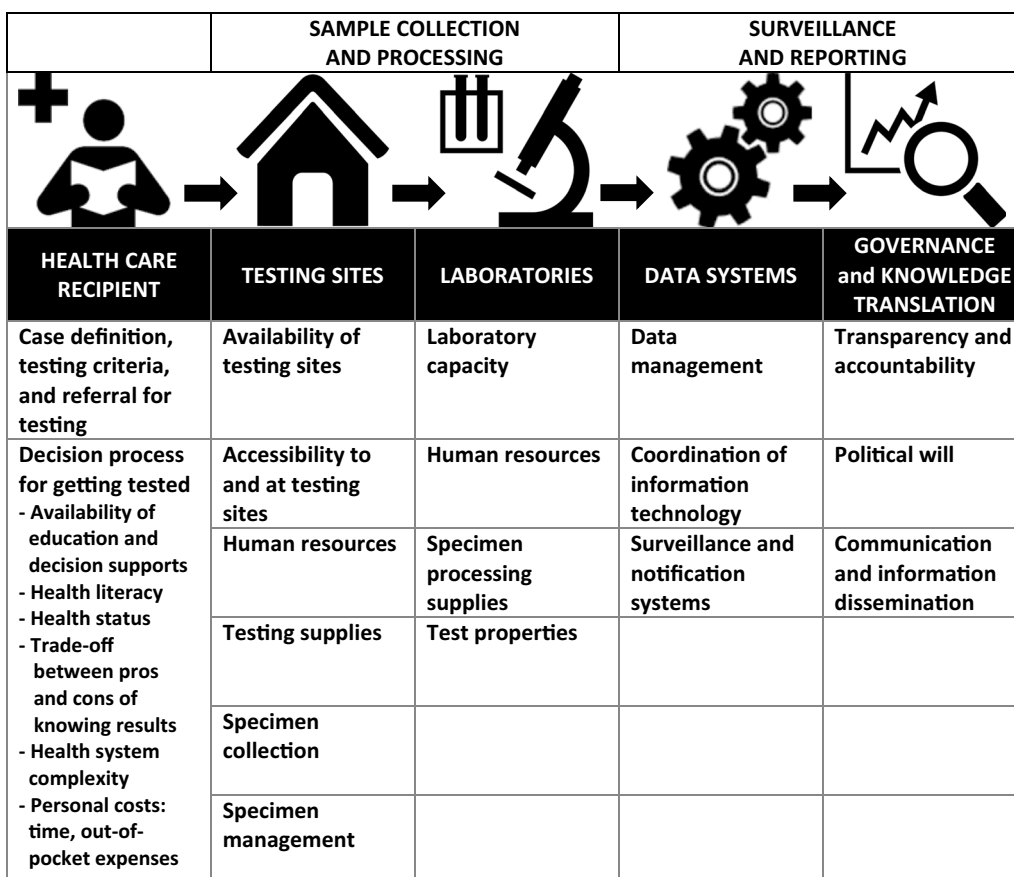 SAMPLE COLLECTION
AND PROCESSING
SURVEILLANCE
AND REPORTING
HEALTH CARE
RECIPIENT
TESTING SITES
LABORATORIES
DATA SYSTEMS
GOVERNANCE
and KNOWLEDGE
TRANSLATION
Case definition,
testing criteria,
and referral for
testing
Availability of
testing sites
Laboratory
capacity
Data
management
Transparency and
accountability
Decision process
for getting tested
- Availability of
education and
decision supports
- Health literacy
- Health status
- Trade-off
between pros
and cons of
knowing results
- Health system
complexity
- Personal costs:
time, out-of-
pocket expenses
Accessibility to
and at testing
sites
Human resources
Coordination of
information
technology
Political will
Human resources
Specimen
processing
supplies
Surveillance and
notification
systems
Communication
and information
dissemination
Testing supplies
Test properties
Specimen
collection
Specimen
management